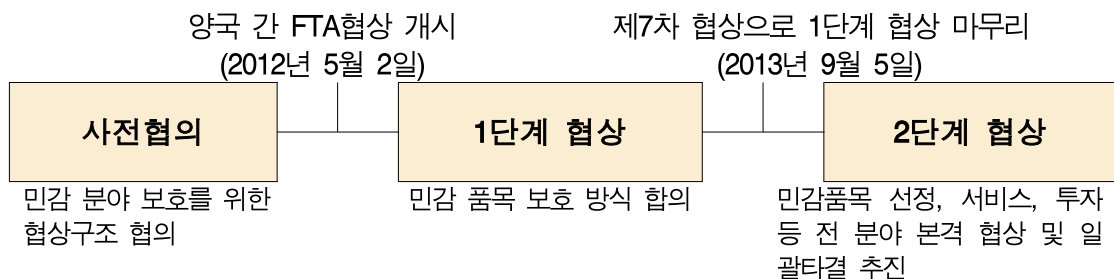 양국 간 FTA협상 개시
(2012년 5월 2일)
제7차 협상으로 1단계 협상 마무리
(2013년 9월 5일)
사전협의
1단계 협상
2단계 협상
민감 분야 보호를 위한
협상구조 협의
민감 품목 보호 방식 합의
민감품목 선정, 서비스, 투자
등 전 분야 본격 협상 및 일
괄타결 추진